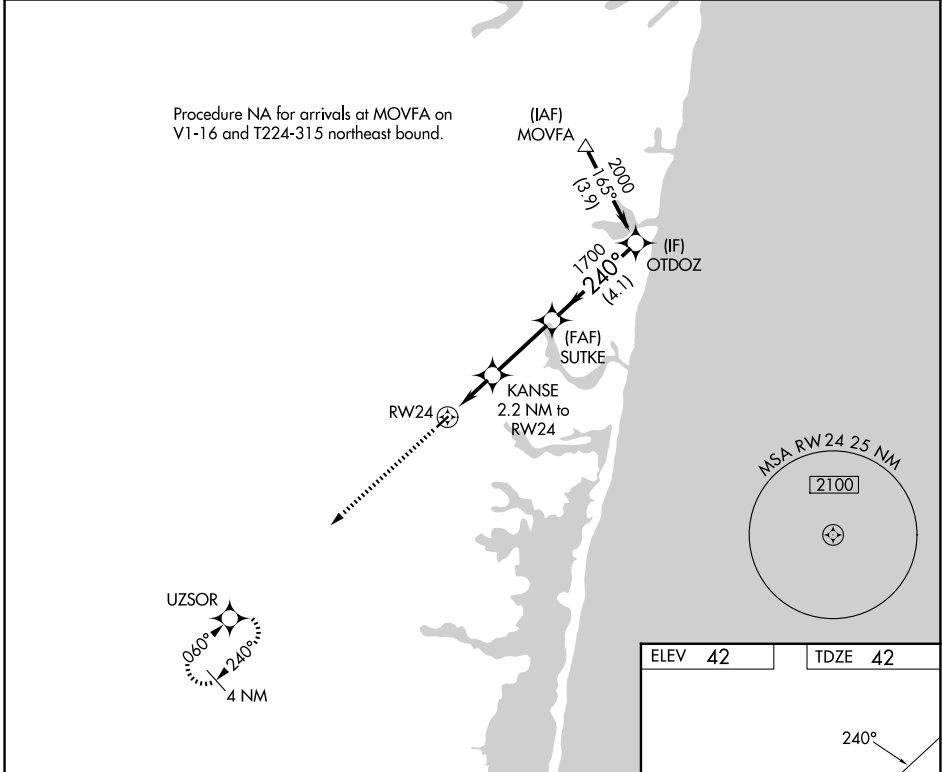 Procedure NA for arrivals at MOVFA on
V1-16 and T224-315 northeast bound.
(IAF)
MOVFA
2000
165°
(3.9)
(IF)
OTDOZ
1700
240°
(4.1)
(FAF)
SUTKE
KANSE
2.2 NM to
RW24
RW24
MSA RW 24 25 NM
2100
UZSOR
060°
240°
4 NM
ELEV 42
TDZE 42
240°